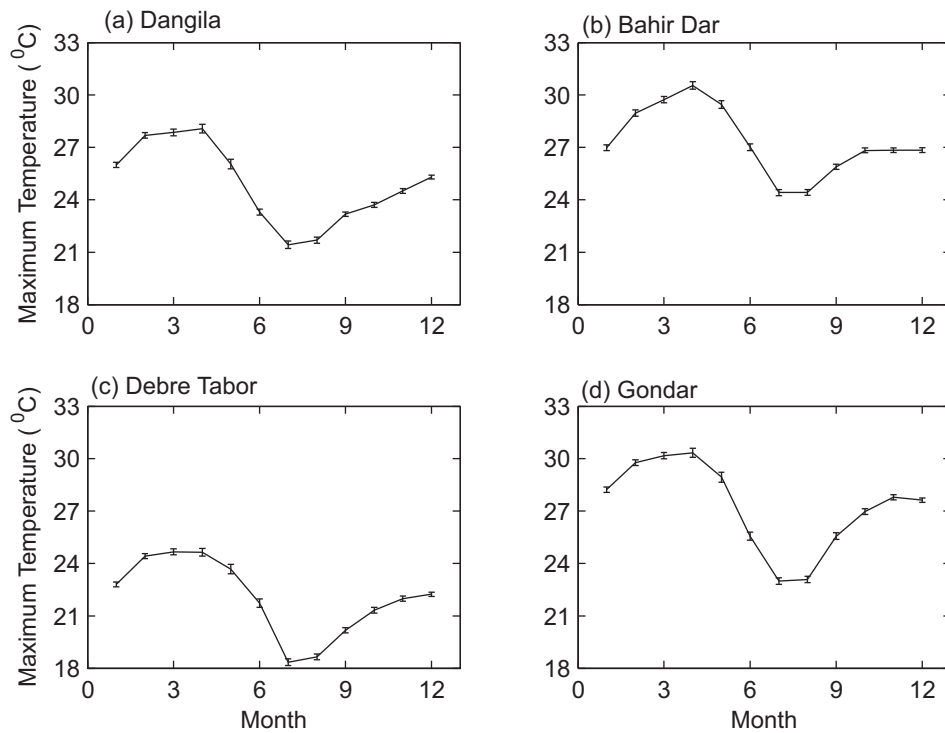 (a) Dangila
33
30
27
24
21
18
0 3 6 9 12
Maximum Temperature ( ⁰C)
(b) Bahir Dar
33
30
27
24
21
18
0 3 6 9 12
(c) Debre Tabor
33
30
27
24
21
18
0 3 6 9 12
Maximum Temperature ( ⁰C)
Month
(d) Gondar
33
30
27
24
21
18
0 3 6 9 12
Month